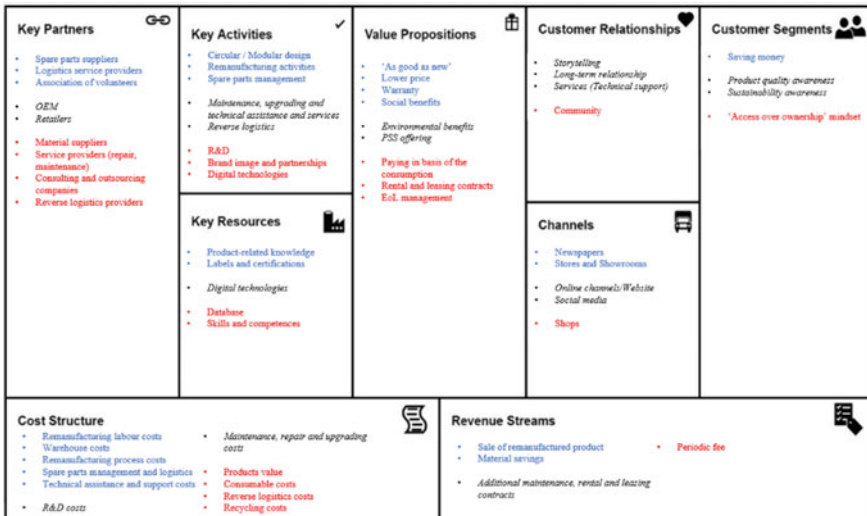 Key Partners
Spare parts suppliers
Logistics service providers
Association of volunteers
OEM
Retailers
Material suppliers
Service providers (repair,
maintenance)
Consulting and outsourcing
companies
Reverse logistics providers
Key Activities
Circular / Modular design
Remanufacturing activities
Spare parts management
Maintenance, upgrading and
technical assistance and services
Reverse logistics
R&D
Brand image and partnerships
Digital technologies
Key Resources
Product-related knowledge
Labels and certifications
Digital technologies
Database
Skills and competences
Value Propositions
‘As good as new’
Lower price
Warranty
Social benefits
Environmental benefits
PSS offering
Paying in basis of the
consumption
Rental and leasing contracts
EoL management
Customer Relationships
Storytelling
Long-term relationship
Services (Technical support)
Community
Channels
Newspapers
Stores and Showrooms
Online channels/Website
Social media
Shops
Customer Segments
Seving money
Product quality awareness
Sustainability awareness
‘Access over ownership’ mindset
Cost Structure
Remanufacturing labour costs
Warehouse costs
Remanufacturing process costs
Spare parts management and logistics
Technical assistance and support costs
R&D costs
Maintenance, repair and upgrading
costs
Products value
Consumable costs
Reverse logistics costs
Recycling costs
Revenue Streams
Sale of remanufactured product
Material savings
Additional maintenance, rental and leasing
contracts
Periodic fee